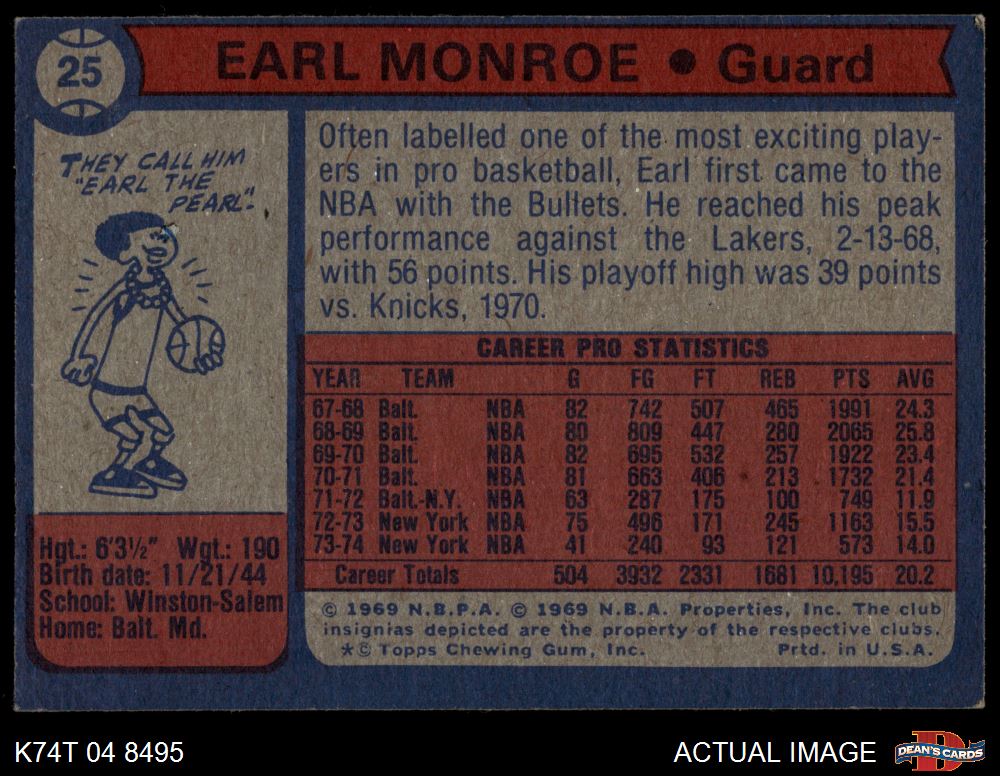 25
EARL MONROE • Guard
THEY CALL HIM
"EARL THE
PEARL".
Often labelled one of the most exciting play-
ers in pro basketball, Earl first came to the
NBA with the Bullets. He reached his peak
performance against the Lakers, 2-13-68,
with 56 points. His playoff high was 39 points
vs. Knicks, 1970.
CAREER PRO STATISTICS
YEAR TEAM G FG FT REB PTS AVG
67-68 Balt. NBA 82 742 507 465 1991 24.3
68-69 Balt. NBA 80 809 447 280 2065 25.8
69-70 Balt. NBA 82 695 532 257 1922 23.4
70-71 Balt. NBA 81 663 406 213 1732 21.4
71-72 Balt.-N.Y. NBA 63 287 175 100 749 11.9
72-73 New York NBA 75 496 171 245 1163 15.5
73-74 New York NBA 41 240 93 121 573 14.0
Career Totals 504 3932 2331 1681 10,195 20.2
Hgt.: 6'3½" Wgt.: 190
Birth date: 11/21/44
School: Winston-Salem
Home: Balt. Md.
© 1969 N.B.P.A. © 1969 N.B.A. Properties, Inc. The club
insignias depicted are the property of the respective clubs.
*© Topps Chewing Gum, Inc. Prtd. in U.S.A.
K74T 04 8495
ACTUAL IMAGE
D
DEAN'S CARDS